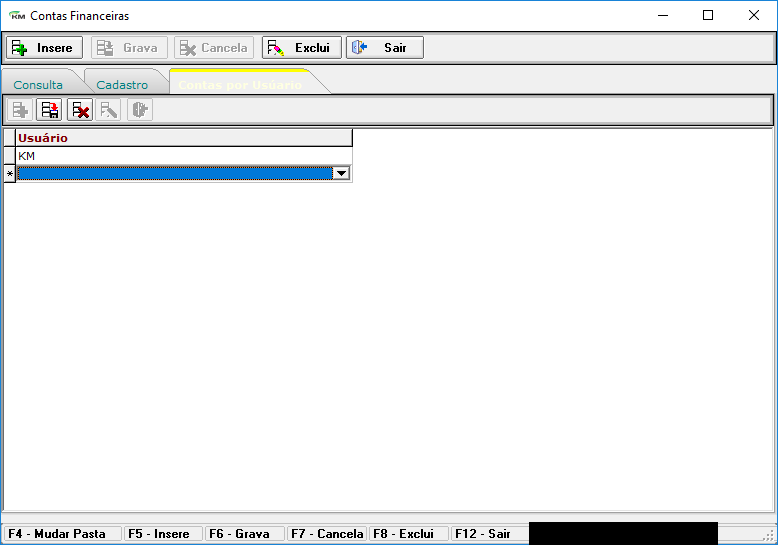 KM Contas Financeiras
Insere Grava Cancela Exclui Sair
Consulta Cadastro Contas por Usuário
Usuário
KM
*
F4 - Mudar Pasta F5 - Insere F6 - Grava F7 - Cancela F8 - Exclui F12 - Sair